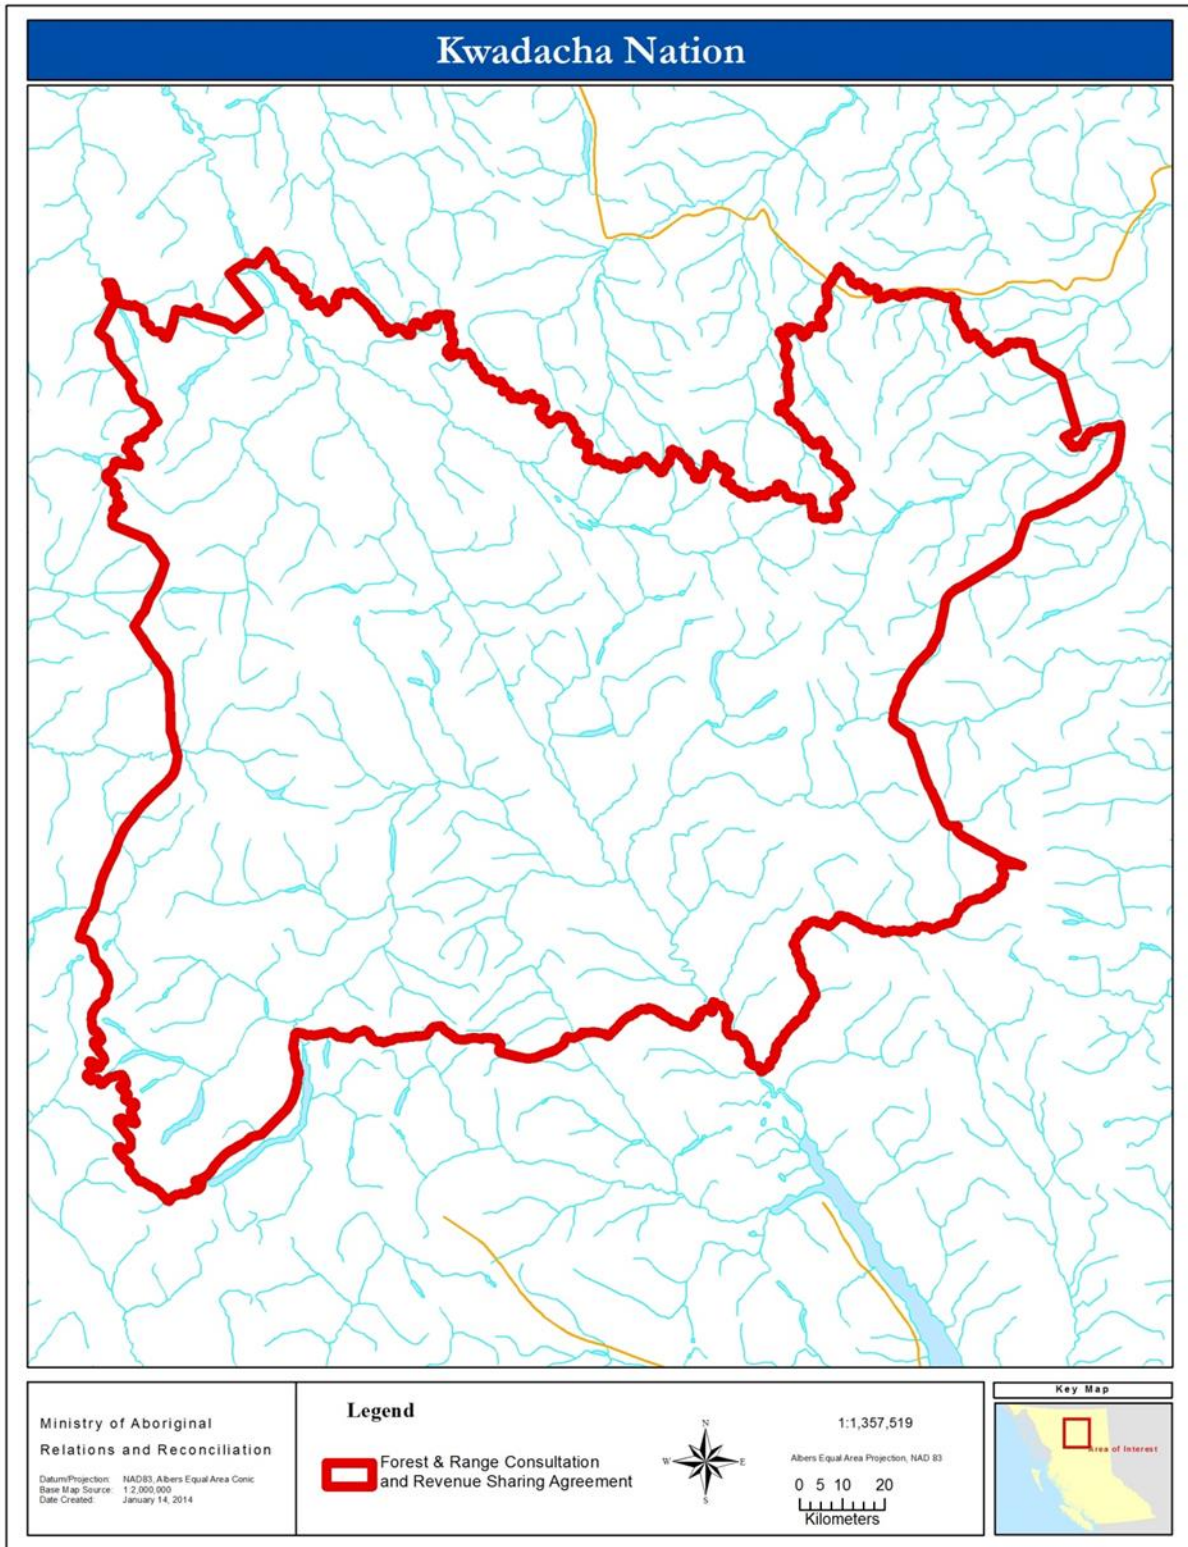 Kwadacha Nation
Ministry of Aboriginal
Relations and Reconciliation
Datum/Projection: NAD83, Albers Equal Area Conic
Base Map Source: 1:2,000,000
Date Created: January 14, 2014
Legend
Forest & Range Consultation
and Revenue Sharing Agreement
N
W E
S
1:1,357,519
Albers Equal Area Projection, NAD 83
0 5 10 20
Kilometers
Key Map
Area of Interest